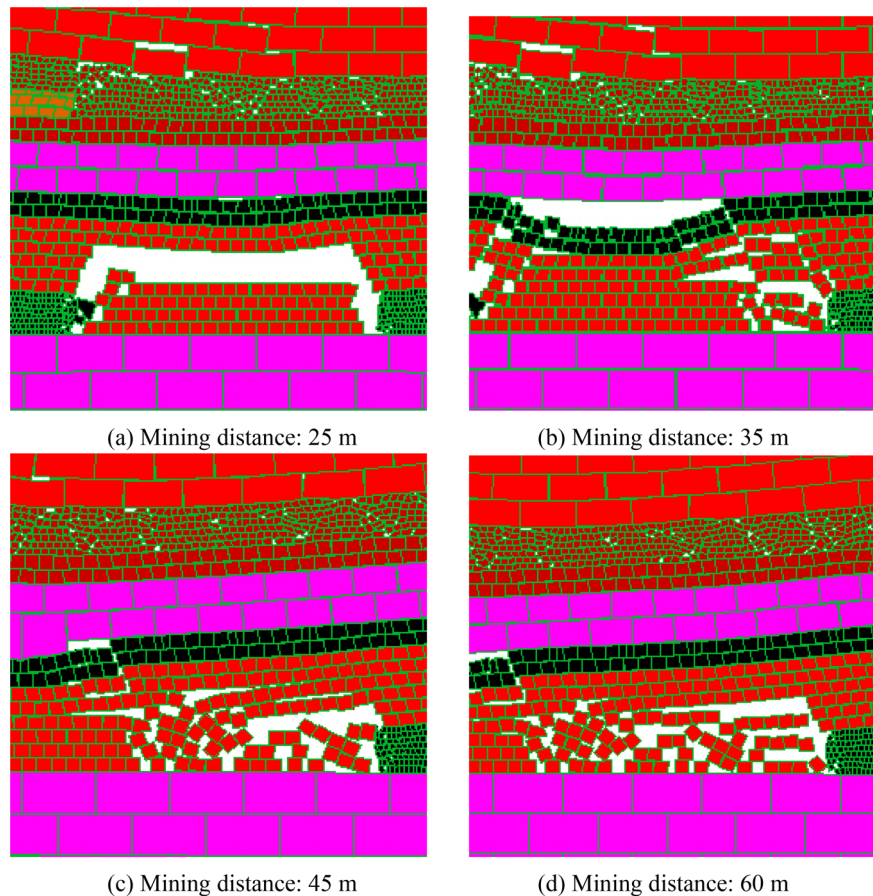 (a) Mining distance: 25 m
(b) Mining distance: 35 m
(c) Mining distance: 45 m
(d) Mining distance: 60 m